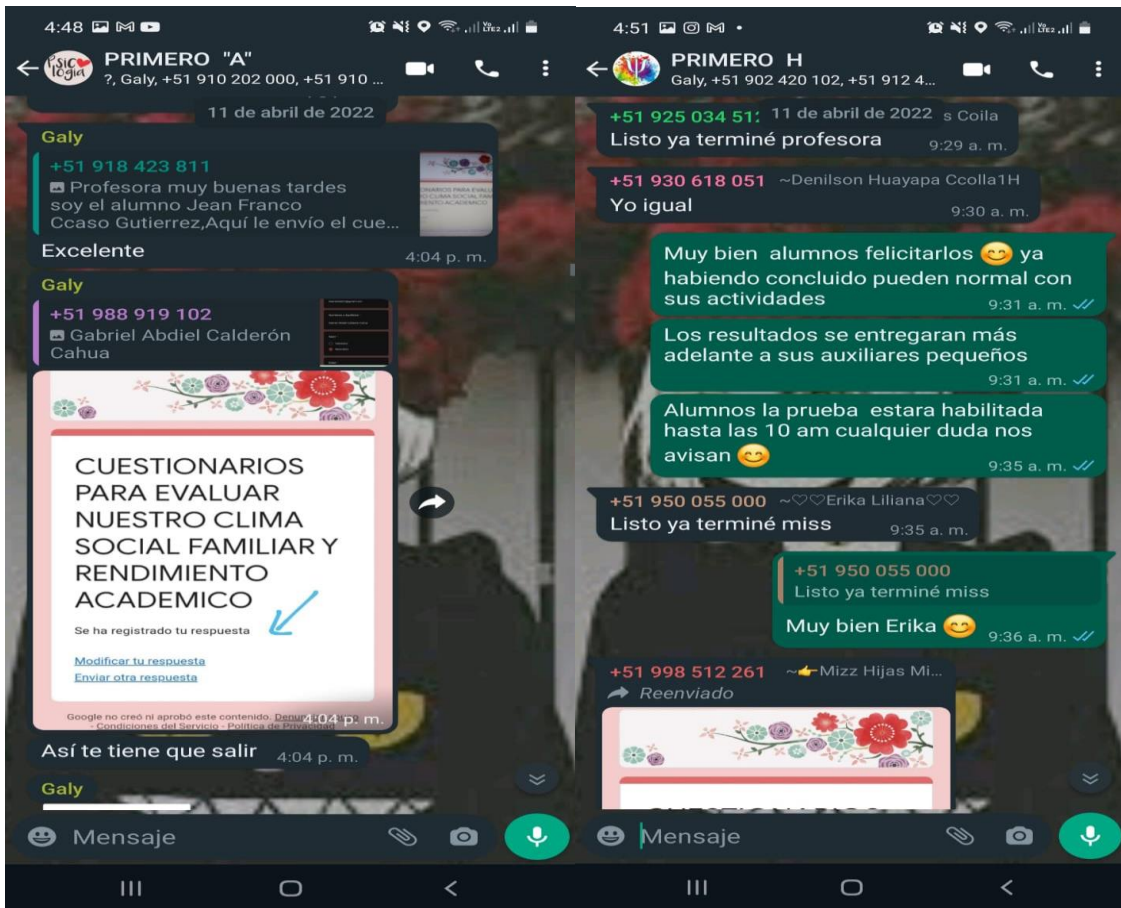 4:48
PRIMERO "A"
?, Galy, +51 910 202 000, +51 910 ...
11 de abril de 2022
Galy
+51 918 423 811
Profesora muy buenas tardes
soy el alumno Jean Franco
Ccaso Gutierrez,Aquí le envío el cue...
Excelente
4:04 p. m.
Galy
+51 988 919 102
Gabriel Abdiel Calderón
Cahua
CUESTIONARIOS
PARA EVALUAR
NUESTRO CLIMA
SOCIAL FAMILIAR Y
RENDIMIENTO
ACADEMICO
Se ha registrado tu respuesta
Modificar tu respuesta
Enviar otra respuesta
Google no creó ni aprobó este contenido.
- Condiciones del Servicio - Política de Privacidad
4:04 p. m.
Así te tiene que salir 4:04 p. m.
Galy
Mensaje
4:51
PRIMERO H
Galy, +51 902 420 102, +51 912 4...
+51 925 034 51 11 de abril de 2022 s Coila
Listo ya terminé profesora 9:29 a. m.
+51 930 618 051 ~Denilson Huayapa Ccolla1H
Yo igual 9:30 a. m.
Muy bien alumnos felicitarlos 😊 ya
habiendo concluido pueden normal con
sus actividades 9:31 a. m.
Los resultados se entregaran más
adelante a sus auxiliares pequeños
9:31 a. m.
Alumnos la prueba estara habilitada
hasta las 10 am cualquier duda nos
avisan 😊 9:35 a. m.
+51 950 055 000 ~♡♡Erika Liliana♡♡
Listo ya terminé miss 9:35 a. m.
+51 950 055 000
Listo ya terminé miss
Muy bien Erika 😊 9:36 a. m.
+51 998 512 261 ~👉Mizz Hijas Mi...
Reenviado
Mensaje